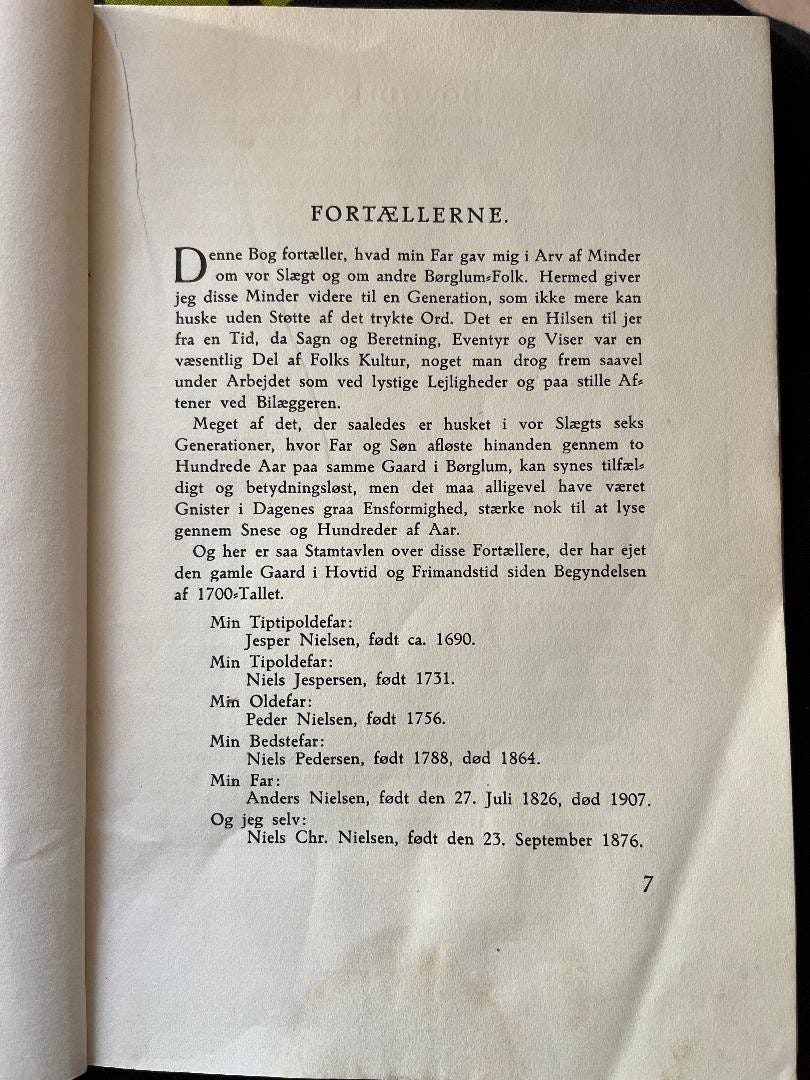 FORTÆLLERNE.
Denne Bog fortæller, hvad min Far gav mig i Arv af Minder
om vor Slægt og om andre Børglum-Folk. Hermed giver
jeg disse Minder videre til en Generation, som ikke mere kan
huske uden Støtte af det trykte Ord. Det er en Hilsen til jer
fra en Tid, da Sagn og Beretning, Eventyr og Viser var en
væsentlig Del af Folks Kultur, noget man drog frem saavel
under Arbejdet som ved lystige Lejligheder og paa stille Af-
tener ved Bilæggeren.
Meget af det, der saaledes er husket i vor Slægts seks
Generationer, hvor Far og Søn afløste hinanden gennem to
Hundrede Aar paa samme Gaard i Børglum, kan synes tilfæl-
digt og betydningsløst, men det maa alligevel have været
Gnister i Dagenes graa Ensformighed, stærke nok til at lyse
gennem Snese og Hundreder af Aar.
Og her er saa Stamtavlen over disse Fortællere, der har ejet
den gamle Gaard i Hovtid og Frimandstid siden Begyndelsen
af 1700-Tallet.
Min Tiptipoldefar:
Jesper Nielsen, født ca. 1690.
Min Tipoldefar:
Niels Jespersen, født 1731.
Min Oldefar:
Peder Nielsen, født 1756.
Min Bedstefar:
Niels Pedersen, født 1788, død 1864.
Min Far:
Anders Nielsen, født den 27. Juli 1826, død 1907.
Og jeg selv:
Niels Chr. Nielsen, født den 23. September 1876.
7